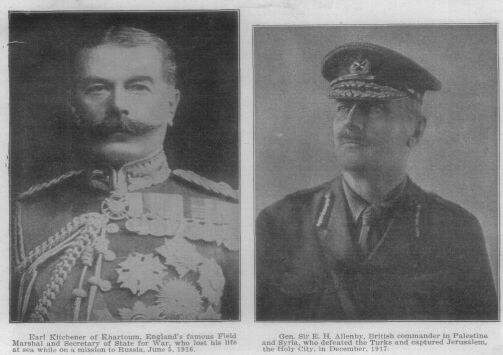 Earl Kitchener of Khartoum, England's famous Field
Marshal and Secretary of State for War, who lost his life
at sea while on a mission to Russia, June 5, 1916.
Gen. Sir E. H. Allenby, British commander in Palestine
and Syria, who defeated the Turks and captured Jerusalem,
the Holy City, in December, 1917.